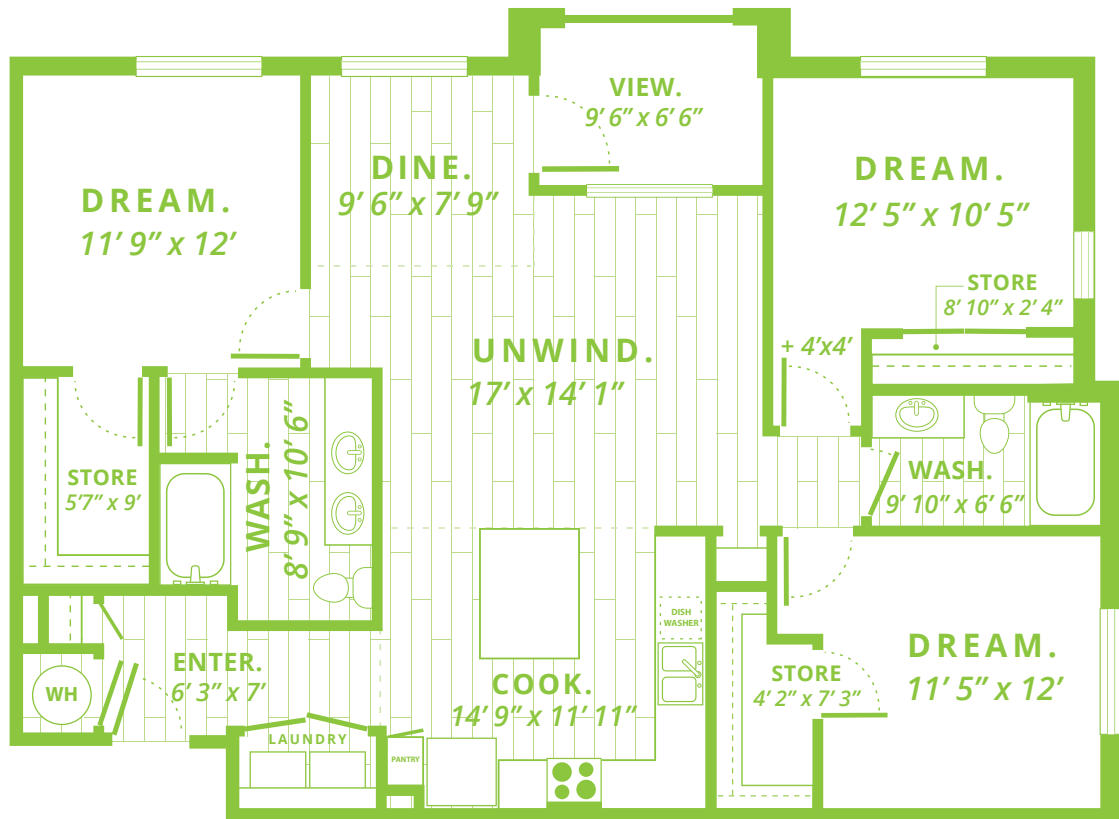 VIEW.
9′ 6″ x 6′ 6″
DINE.
9′ 6″ x 7′ 9″
DREAM.
11′ 9″ x 12′
DREAM.
12′ 5″ x 10′ 5″
STORE
8′ 10″ x 2′ 4″
+ 4′x4′
UNWIND.
17′ x 14′ 1″
STORE
5′7″ x 9′
WASH.
8′ 9″ x 10′ 6″
WASH.
9′ 10″ x 6′ 6″
DISH
WASHER
ENTER.
6′ 3″ x 7′
WH
COOK.
14′ 9″ x 11′ 11″
STORE
4′ 2″ x 7′ 3″
DREAM.
11′ 5″ x 12′
LAUNDRY
PANTRY